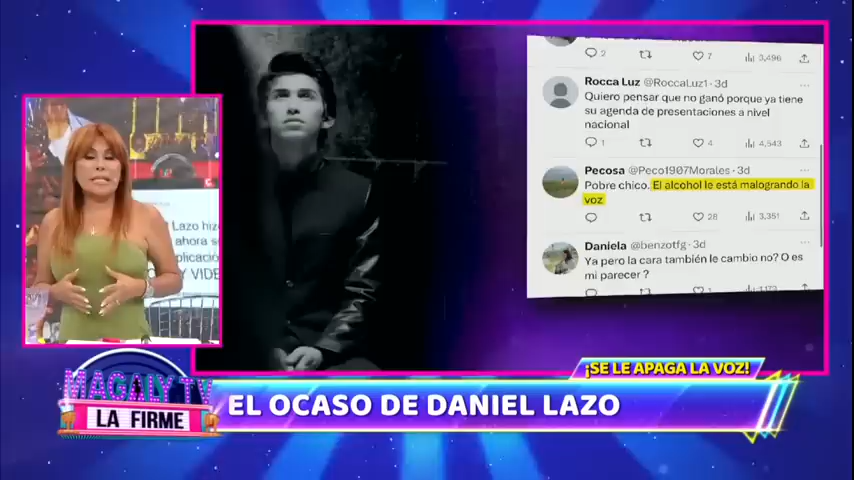 2 7 3,496
Rocca Luz @RoccaLuz1 · 3d
Quiero pensar que no ganó porque ya tiene
su agenda de presentaciones a nivel
nacional
1 4 4,543
Pecosa @Peco1907Morales · 3d
Pobre chico. El alcohol le está malogrando la
voz
28 3,351
Daniela @benzotfg · 3d
Ya pero la cara también le cambio no? O es
mi parecer ?
1 1,173
Lazo hizo
ahora s
plicació
Y VIDE
¡SE LE APAGA LA VOZ!
MAGALY TV
LA FIRME
EL OCASO DE DANIEL LAZO